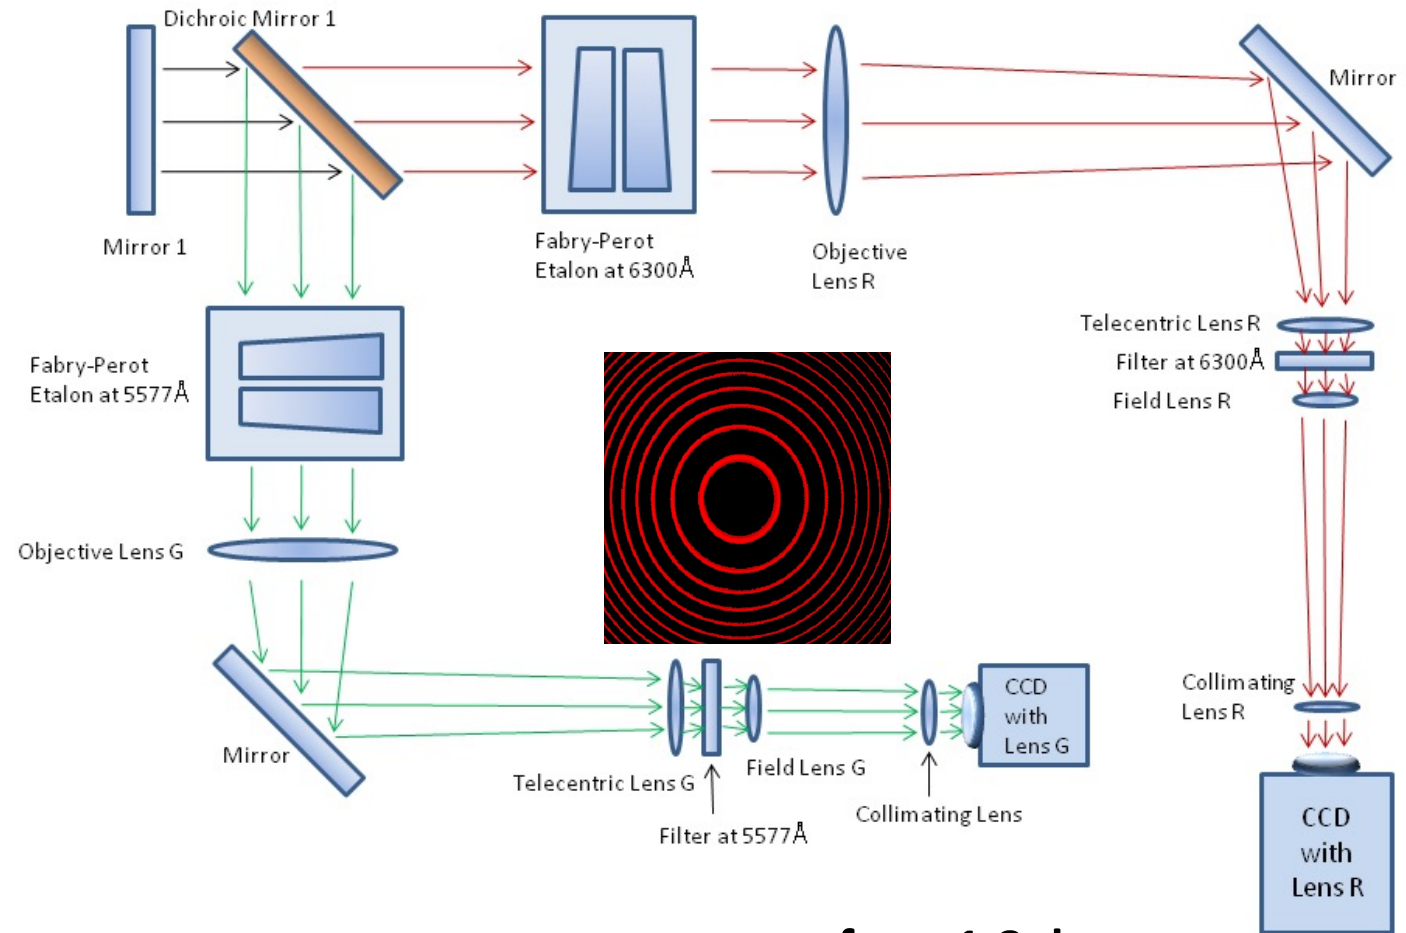 Dichroic Mirror 1
Mirror
Mirror 1
Fabry-Perot
Etalon at 6300Å
Objective
Lens R
Telecentric Lens R
Filter at 6300Å
Field Lens R
Fabry-Perot
Etalon at 5577Å
Objective Lens G
Mirror
Telecentric Lens G
Filter at 5577Å
Field Lens G
Collimating Lens
CCD
with
Lens G
Collimating
Lens R
CCD
with
Lens R